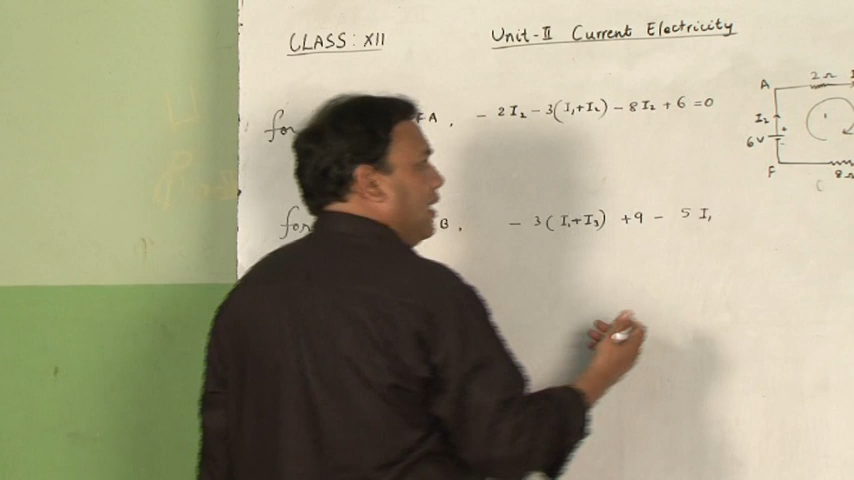 CLASS: XII
Unit-II Current Electricity
for FA, - 2I₂ - 3(I₁+I₂) - 8I₂ + 6 = 0
for B, - 3(I₁+I₃) + 9 - 5I₁
A 2Ω
I₂
6V
F 8Ω